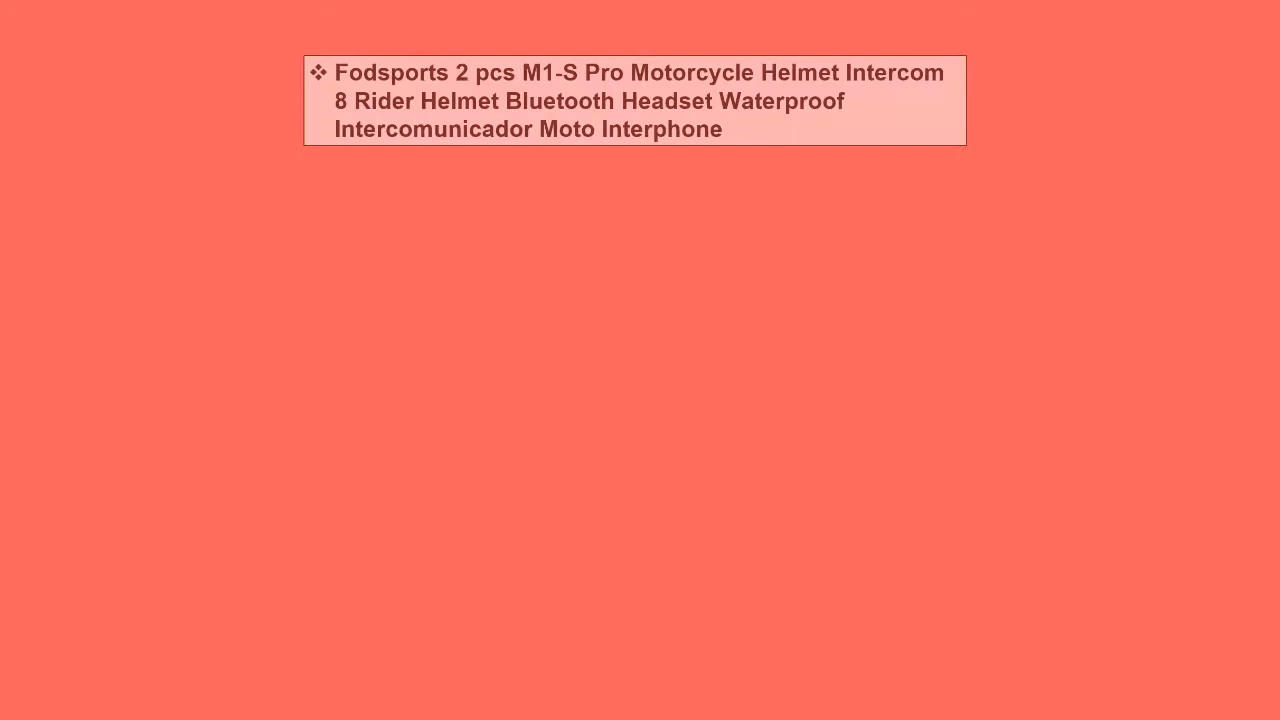 ❖ Fodsports 2 pcs M1-S Pro Motorcycle Helmet Intercom
8 Rider Helmet Bluetooth Headset Waterproof
Intercomunicador Moto Interphone